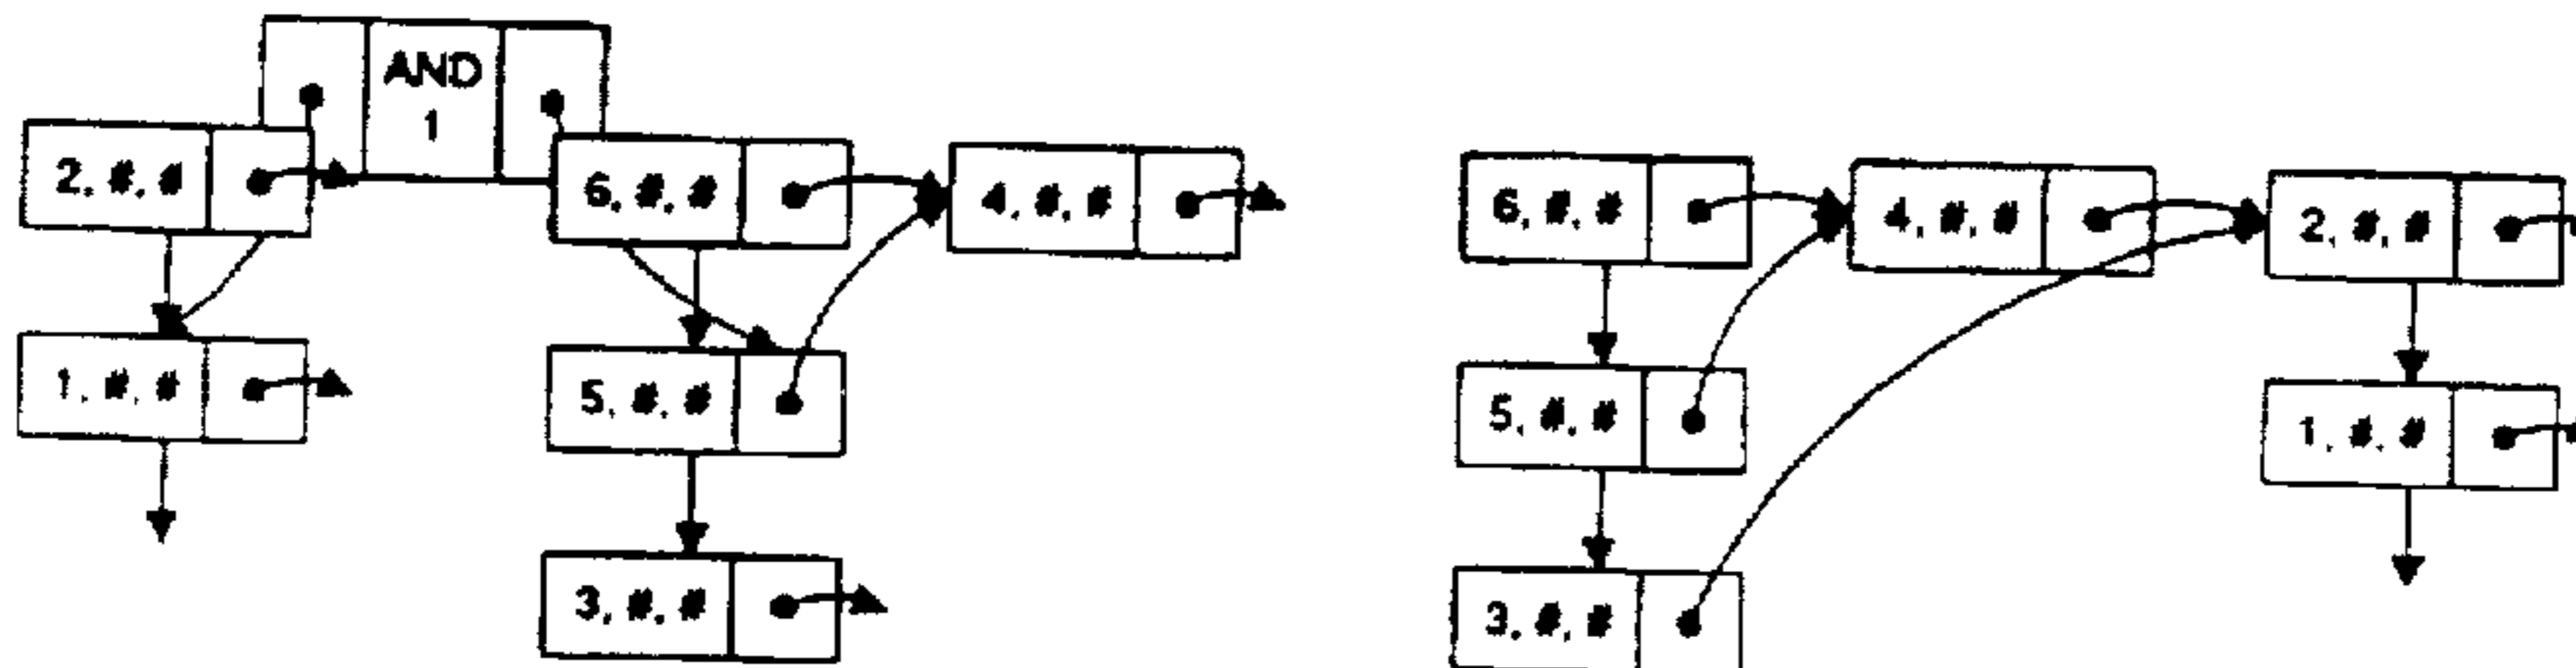 AND
1
2, #, #
6, #, #
4, #, #
1, #, #
5, #, #
3, #, #
6, #, #
4, #, #
2, #, #
5, #, #
1, #, #
3, #, #